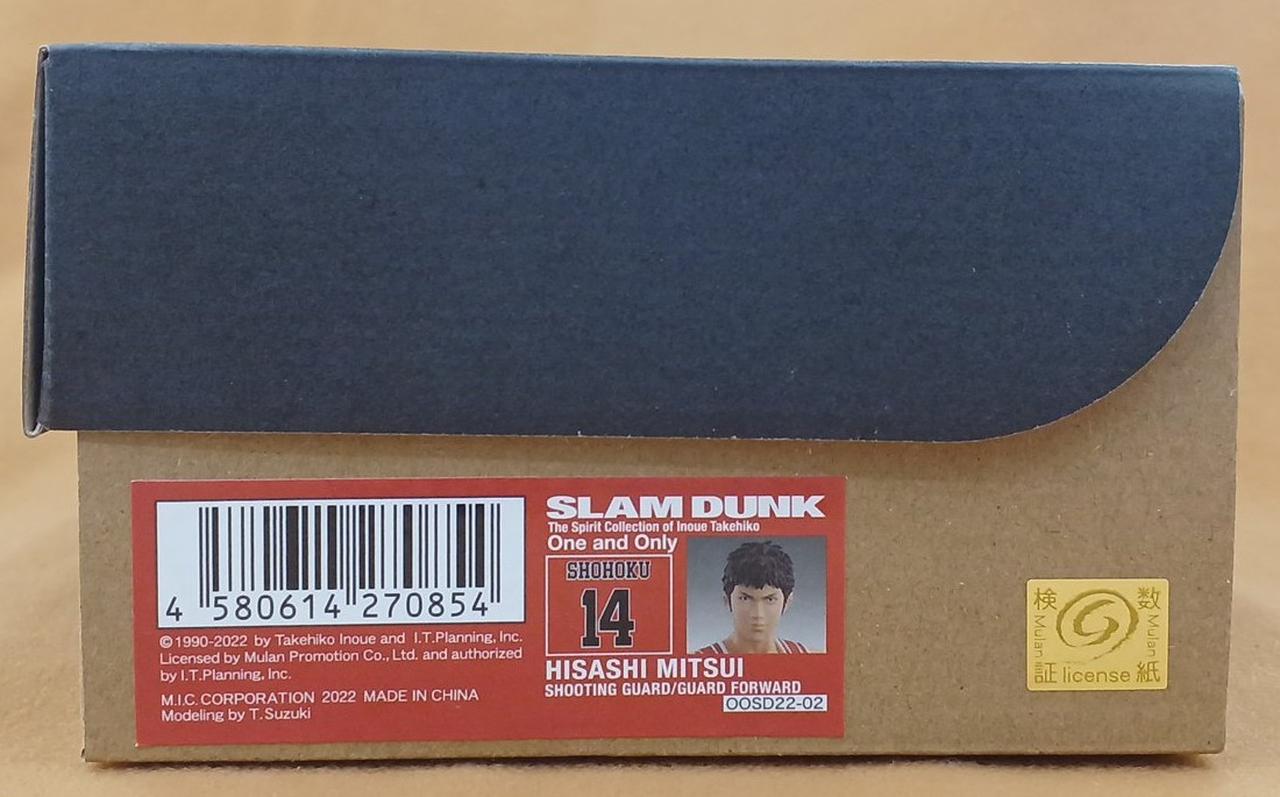 4 580614 270854
©1990-2022 by Takehiko Inoue and I.T.Planning, Inc.
Licensed by Mulan Promotion Co., Ltd. and authorized
by I.T.Planning, Inc.
M.I.C. CORPORATION 2022 MADE IN CHINA
Modeling by T.Suzuki
SLAM DUNK
The Spirit Collection of Inoue Takehiko
One and Only
SHOHOKU
14
HISASHI MITSUI
SHOOTING GUARD/GUARD FORWARD
OOSD22-02
検 数
Mulan Mulan
証 license 紙